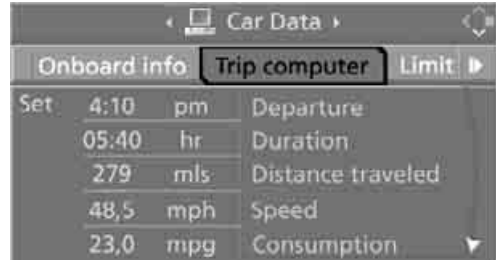 Car Data
Onboard info Trip computer Limit
Set 4:10 pm Departure
05:40 hr Duration
279 mls Distance traveled
48,5 mph Speed
23,0 mpg Consumption